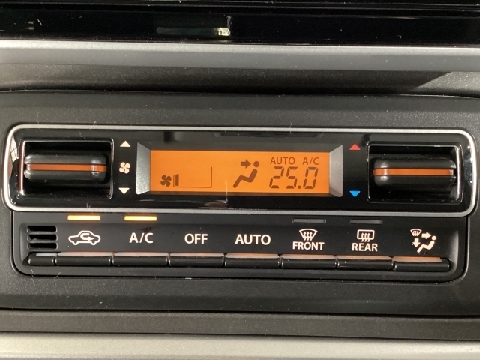 AUTO A/C
25.0
A/C OFF AUTO FRONT REAR